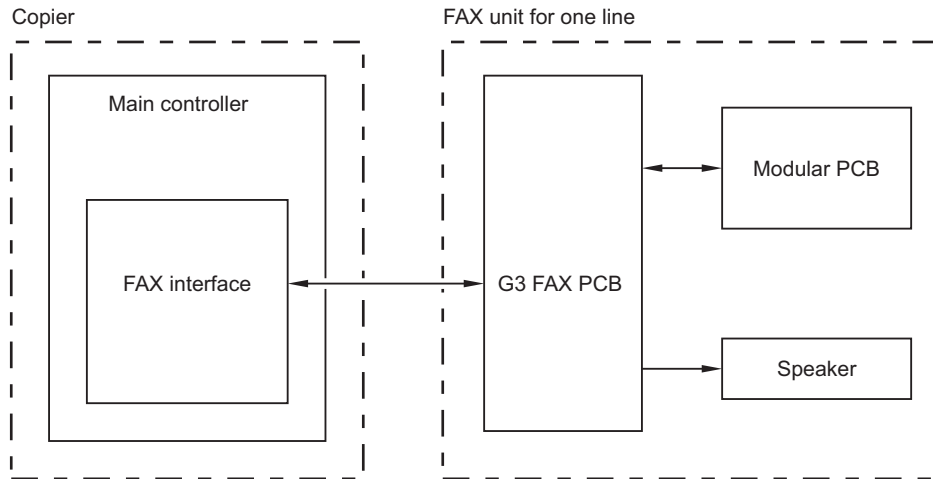 Copier
FAX unit for one line
Main controller
FAX interface
G3 FAX PCB
Modular PCB
Speaker